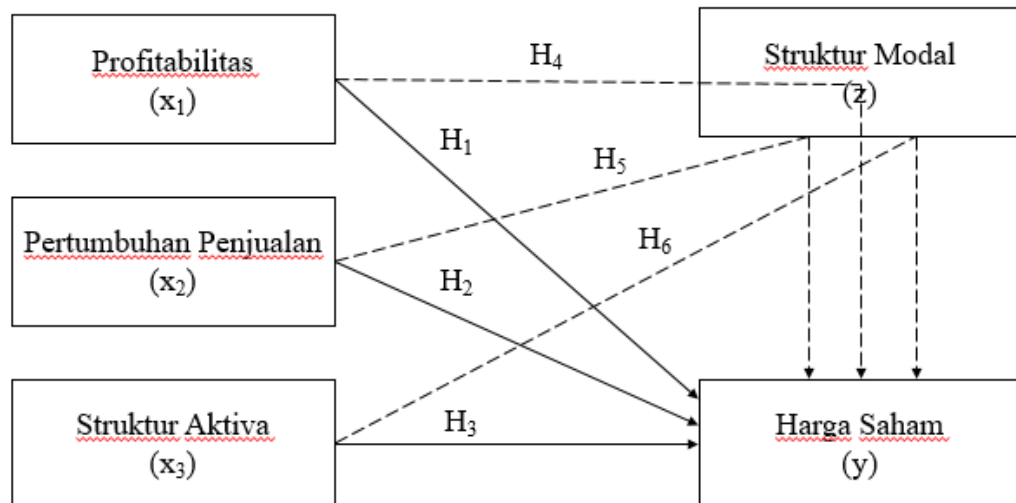 Profitabilitas
(x₁)
H₄
Struktur Modal
(z)
H₁
H₅
Pertumbuhan Penjualan
(x₂)
H₆
H₂
Struktur Aktiva
(x₃)
H₃
Harga Saham
(y)